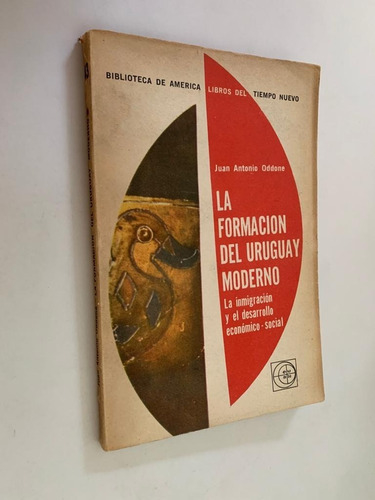 BIBLIOTECA DE AMERICA LIBROS DEL TIEMPO NUEVO
Juan Antonio Oddone
LA
FORMACION
DEL URUGUAY
MODERNO
La inmigración
y el desarrollo
económico-social